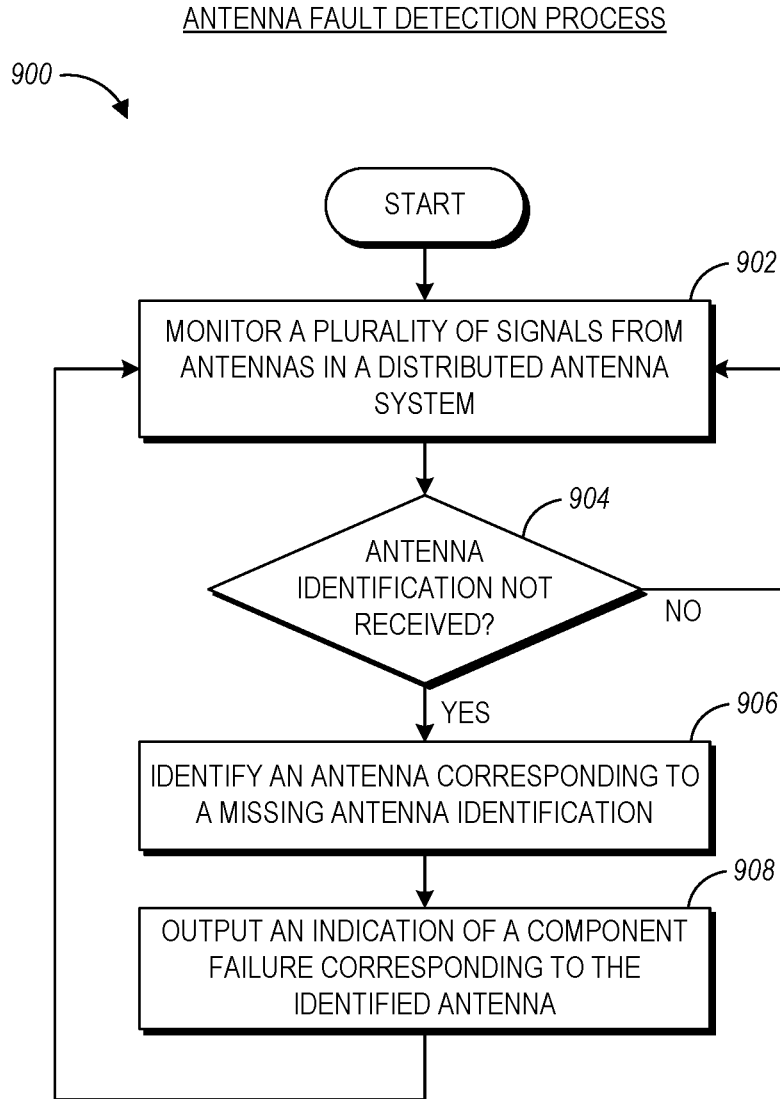 ANTENNA FAULT DETECTION PROCESS
900
START
902
MONITOR A PLURALITY OF SIGNALS FROM
ANTENNAS IN A DISTRIBUTED ANTENNA
SYSTEM
904
ANTENNA
IDENTIFICATION NOT
RECEIVED?
NO
YES
906
IDENTIFY AN ANTENNA CORRESPONDING TO
A MISSING ANTENNA IDENTIFICATION
908
OUTPUT AN INDICATION OF A COMPONENT
FAILURE CORRESPONDING TO THE
IDENTIFIED ANTENNA